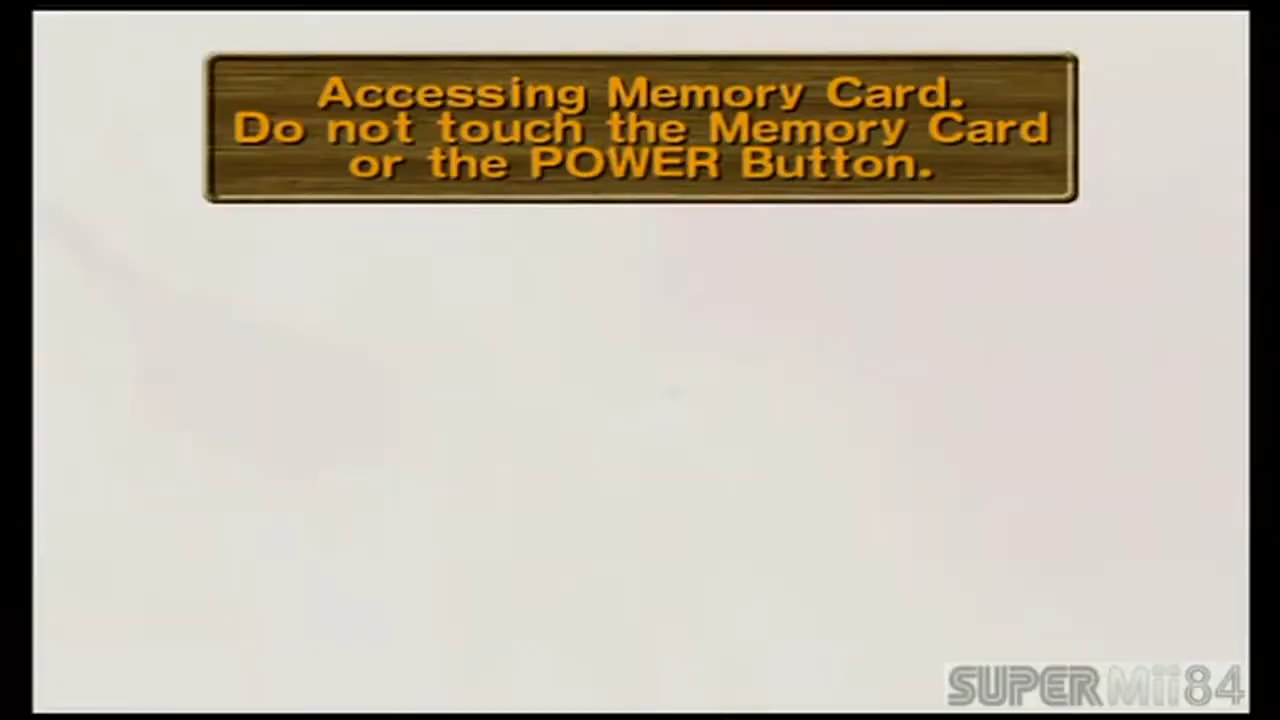 Accessing Memory Card.
Do not touch the Memory Card
or the POWER Button.
SUPERMii84